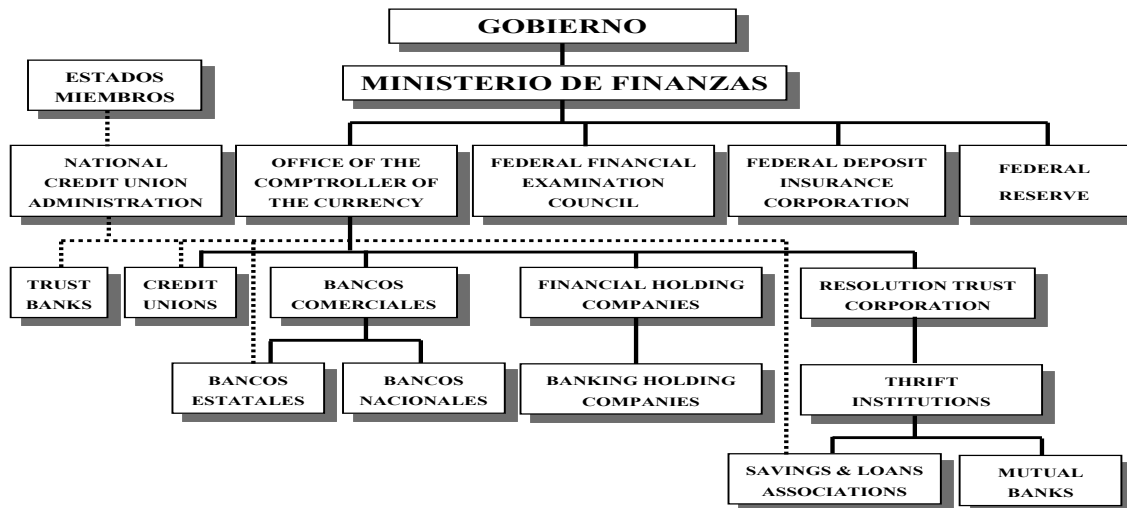 GOBIERNO
MINISTERIO DE FINANZAS
ESTADOS
MIEMBROS
NATIONAL
CREDIT UNION
ADMINISTRATION
OFFICE OF THE
COMPTROLLER OF
THE CURRENCY
FEDERAL FINANCIAL
EXAMINATION
COUNCIL
FEDERAL DEPOSIT
INSURANCE
CORPORATION
FEDERAL
RESERVE
TRUST
BANKS
CREDIT
UNIONS
BANCOS
COMERCIALES
FINANCIAL HOLDING
COMPANIES
RESOLUTION TRUST
CORPORATION
BANCOS
ESTATALES
BANCOS
NACIONALES
BANKING HOLDING
COMPANIES
THRIFT
INSTITUTIONS
SAVINGS & LOANS
ASSOCIATIONS
MUTUAL
BANKS